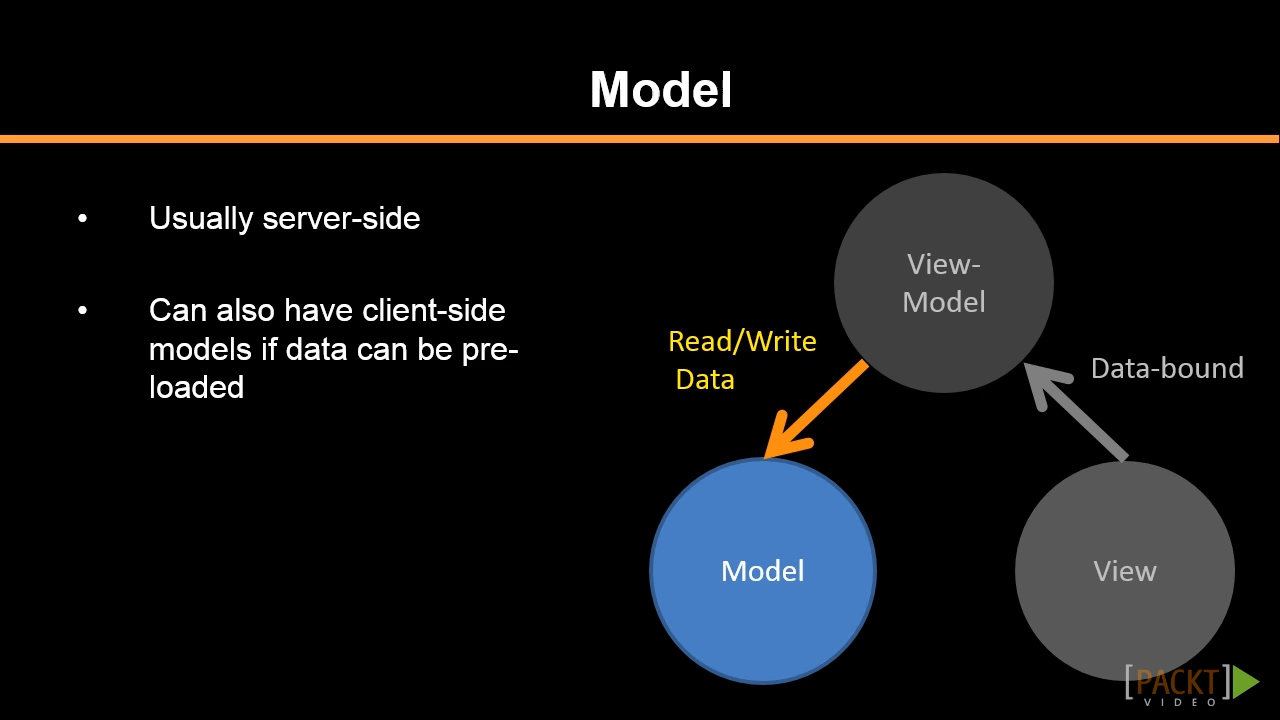 Model
• Usually server-side
• Can also have client-side
models if data can be pre-
loaded
View-
Model
Read/Write
Data
Data-bound
Model
View
[PACKT]
VIDEO